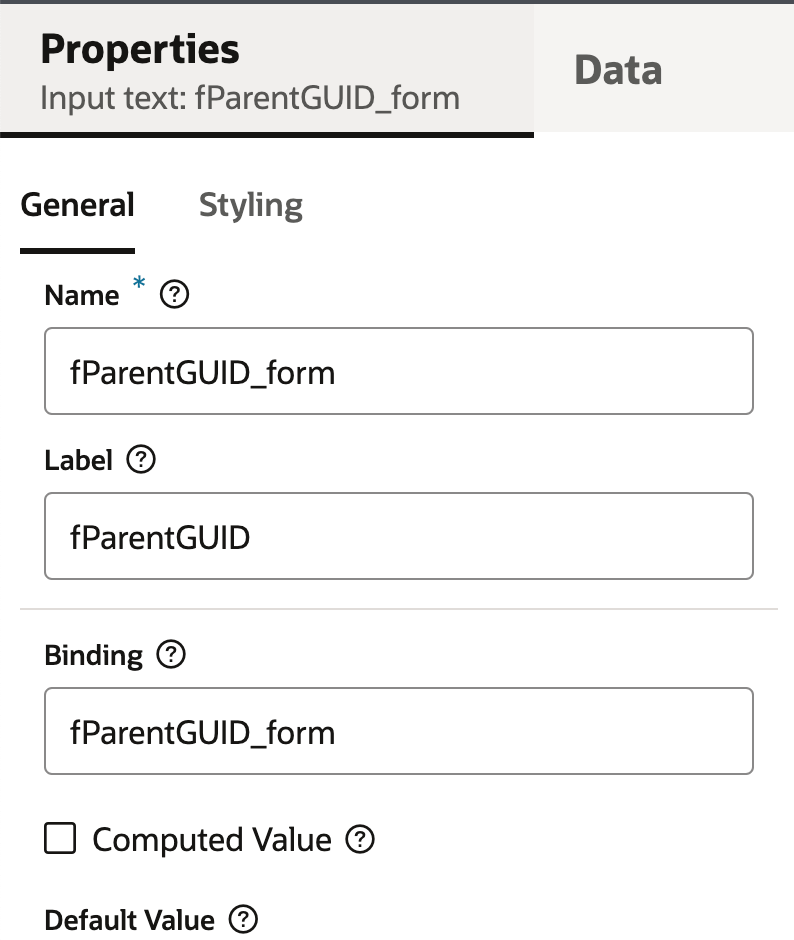 Properties
Input text: fParentGUID_form
Data
General
Styling
Name *
fParentGUID_form
Label
fParentGUID
Binding
fParentGUID_form
Computed Value
Default Value